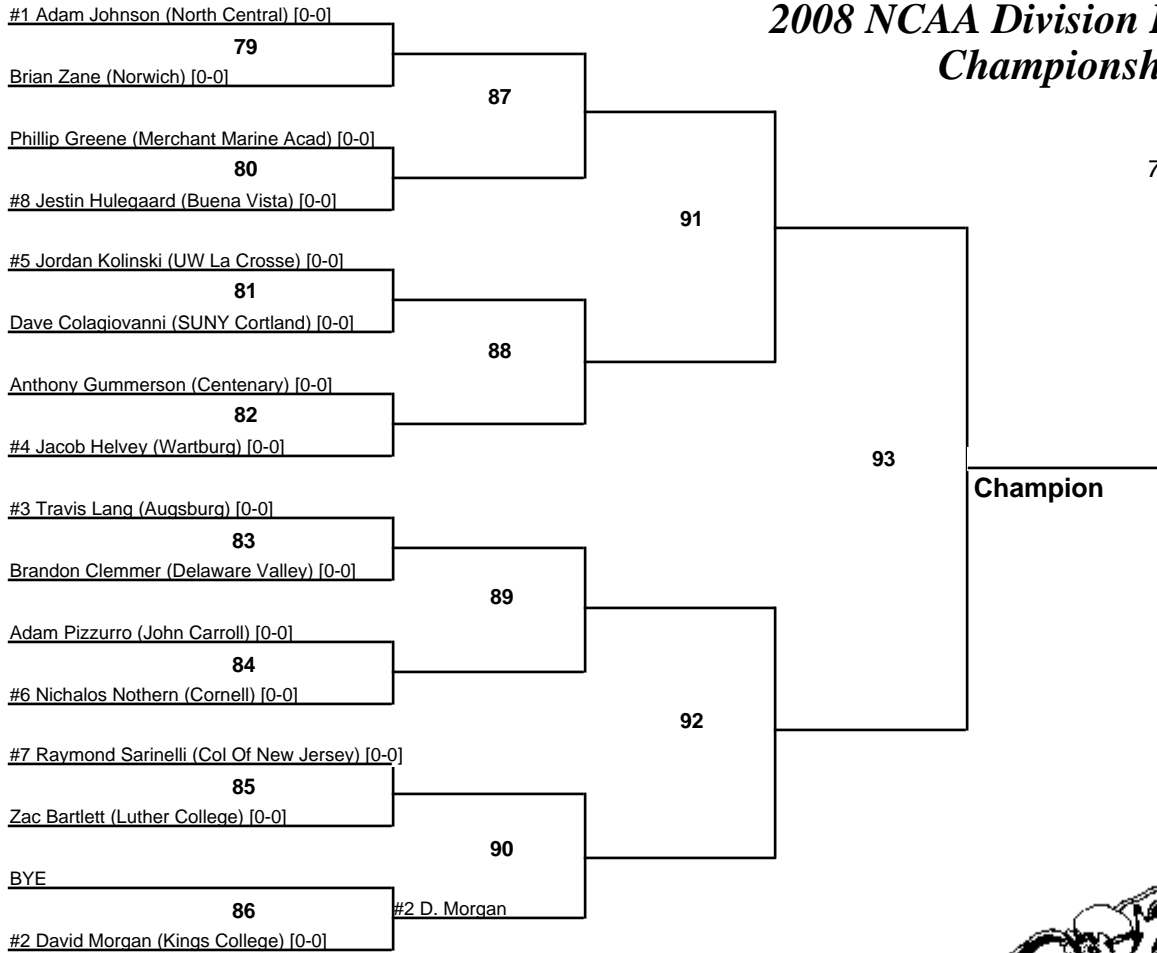 2008 NCAA Division
Championsh
7
#1 Adam Johnson (North Central) [0-0]
79
Brian Zane (Norwich) [0-0]
87
Phillip Greene (Merchant Marine Acad) [0-0]
80
#8 Jestin Hulegaard (Buena Vista) [0-0]
91
#5 Jordan Kolinski (UW La Crosse) [0-0]
81
Dave Colagiovanni (SUNY Cortland) [0-0]
88
Anthony Gummerson (Centenary) [0-0]
82
#4 Jacob Helvey (Wartburg) [0-0]
93
Champion
#3 Travis Lang (Augsburg) [0-0]
83
Brandon Clemmer (Delaware Valley) [0-0]
89
Adam Pizzurro (John Carroll) [0-0]
84
#6 Nichalos Nothern (Cornell) [0-0]
92
#7 Raymond Sarinelli (Col Of New Jersey) [0-0]
85
Zac Bartlett (Luther College) [0-0]
90
BYE
86
#2 D. Morgan
#2 David Morgan (Kings College) [0-0]